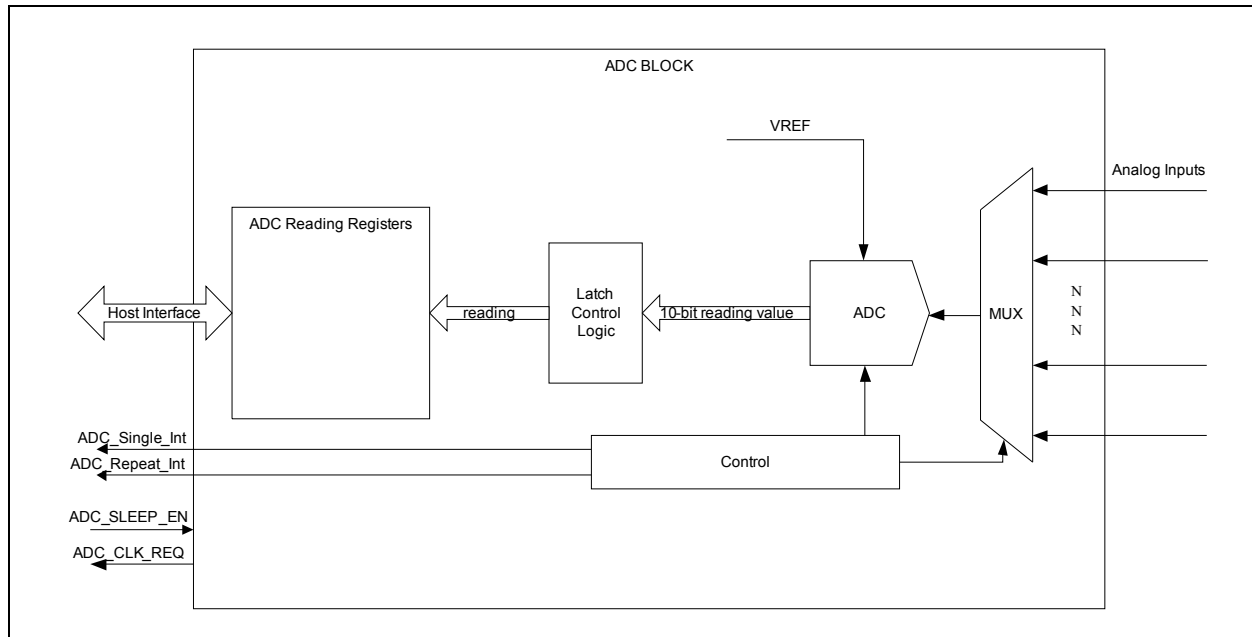 ADC BLOCK
VREF
Analog Inputs
ADC Reading Registers
Host Interface
reading
Latch
Control
Logic
10-bit reading value
ADC
MUX
N
N
N
ADC_Single_Int
ADC_Repeat_Int
Control
ADC_SLEEP_EN
ADC_CLK_REQ